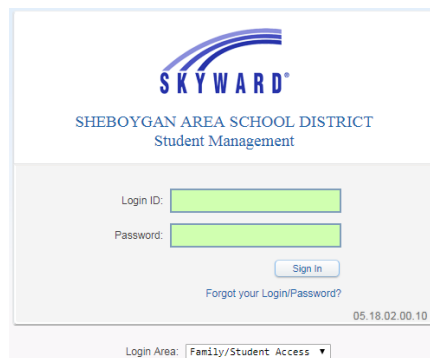 SKYWARD®
SHEBOYGAN AREA SCHOOL DISTRICT
Student Management
Login ID:
Password:
Sign In
Forgot your Login/Password?
05.18.02.00.10
Login Area: Family/Student Access ▼